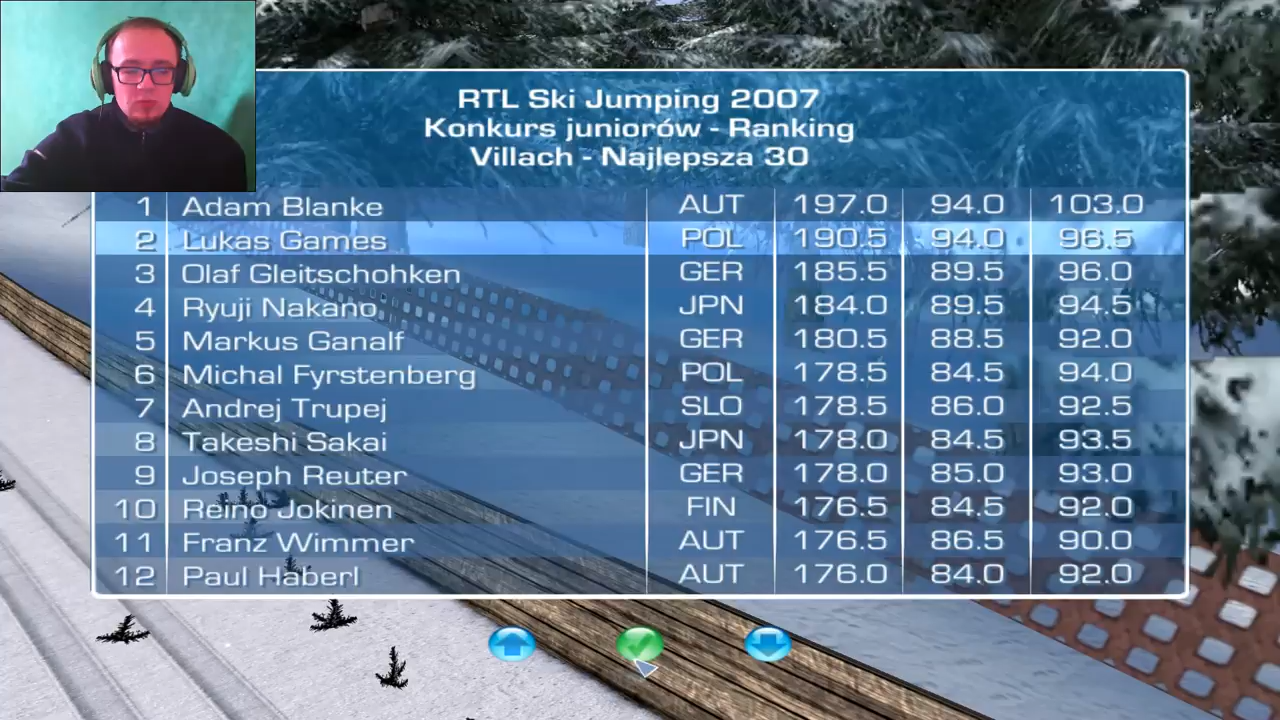 RTL Ski Jumping 2007
Konkurs juniorów - Ranking
Villach - Najlepsza 30
1 Adam Blanke AUT 197.0 94.0 103.0
2 Lukas Games POL 190.5 94.0 96.5
3 Olaf Gleitschohken GER 185.5 89.5 96.0
4 Ryuji Nakano JPN 184.0 89.5 94.5
5 Markus Ganalf GER 180.5 88.5 92.0
6 Michal Fyrstenberg POL 178.5 84.5 94.0
7 Andrej Trupej SLO 178.5 86.0 92.5
8 Takeshi Sakai JPN 178.0 84.5 93.5
9 Joseph Reuter GER 178.0 85.0 93.0
10 Reino Jokinen FIN 176.5 84.5 92.0
11 Franz Wimmer AUT 176.5 86.5 90.0
12 Paul Haberl AUT 176.0 84.0 92.0